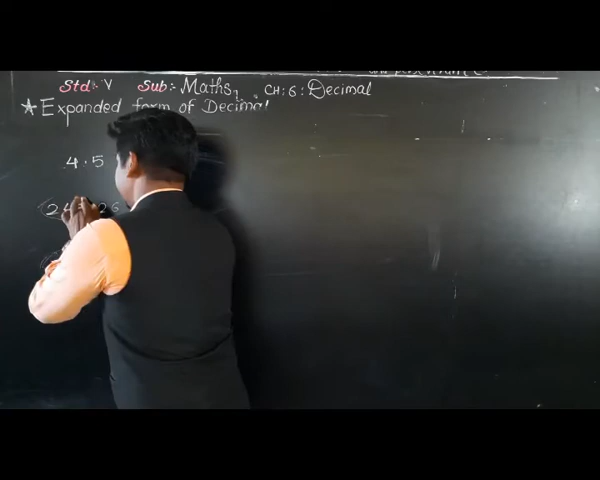 Std:- V Sub:- Maths, CH: 6: Decimal
★ Expanded form of Decimal
4.5
24 26